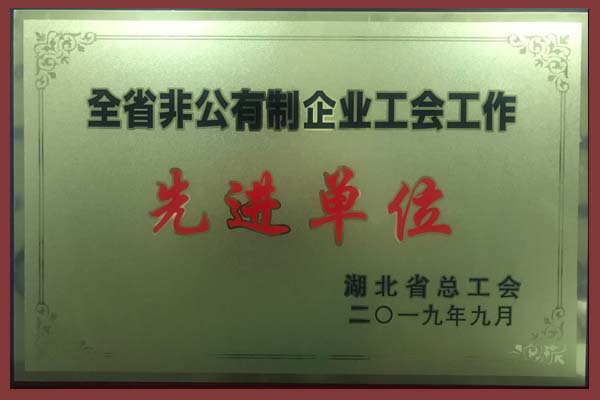 全省非公有制企业工会工作
先进单位
湖北省总工会
二〇一九年九月